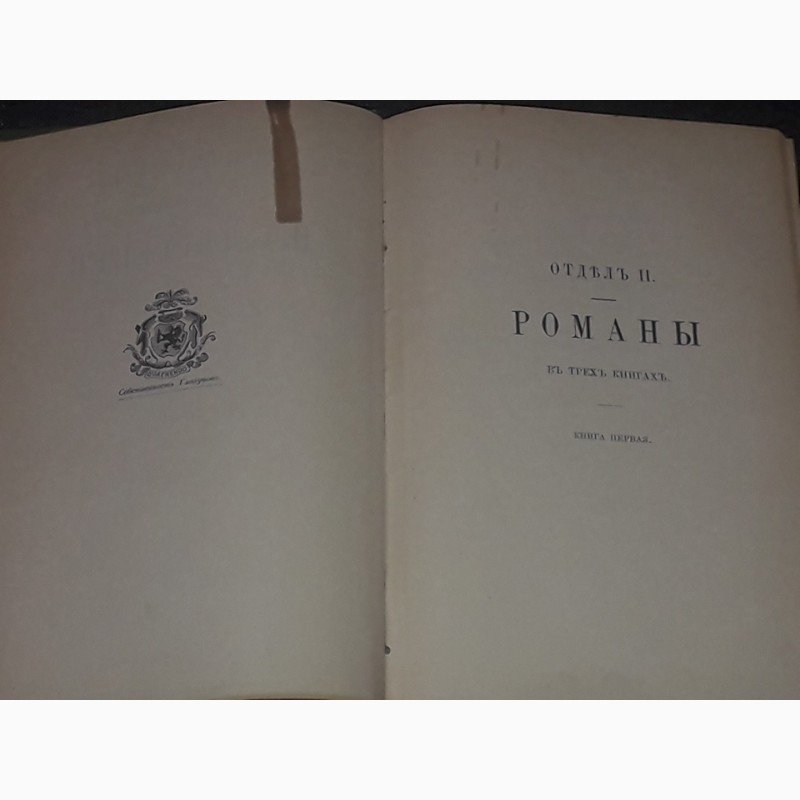 ОТДѢЛЪ II.
РОМАНЫ
ВЪ ТРЕХЪ КНИГАХЪ.
КНИГА ПЕРВАЯ.